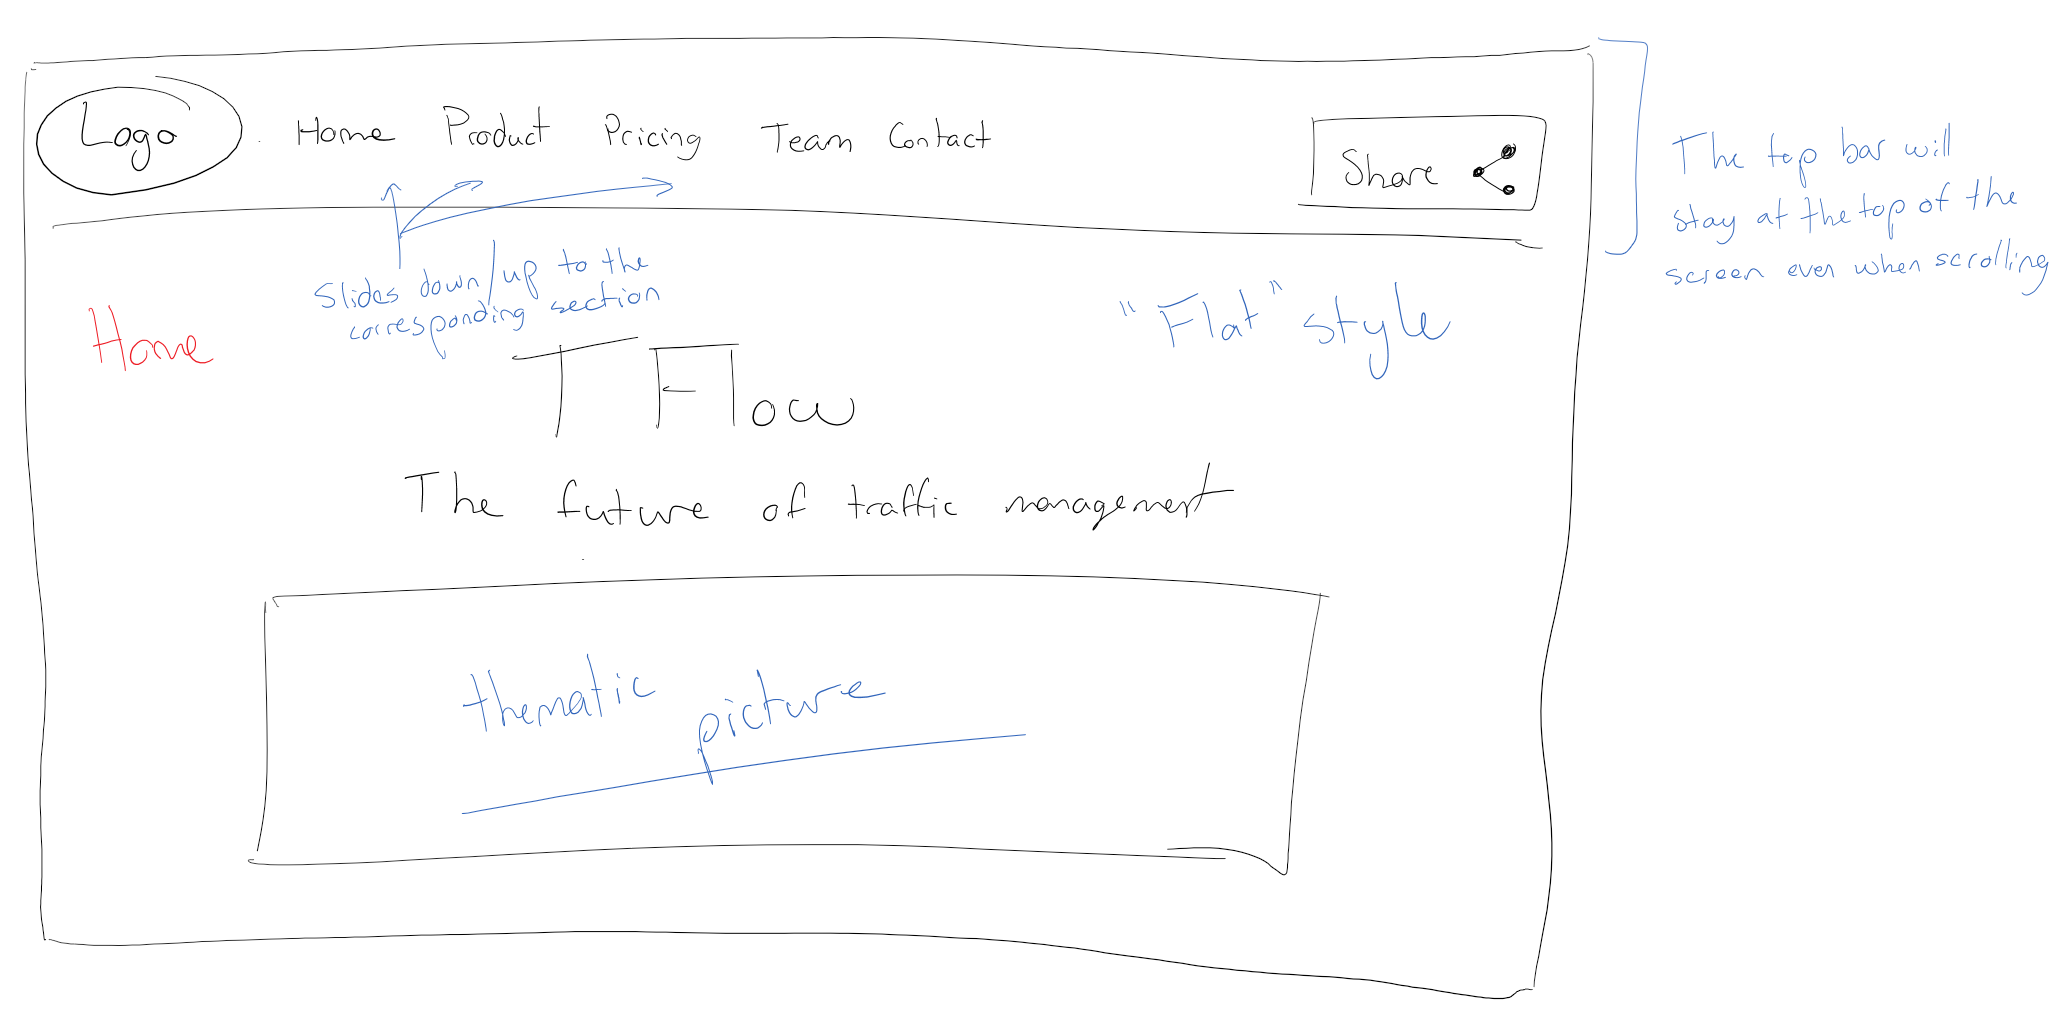 Logo
Home Product Pricing Team Contact
Share
The top bar will
stay at the top of the
screen even when scrolling
Slides down/up to the
corresponding section
Home
"Flat" style
T Flow
The future of traffic management
thematic
picture